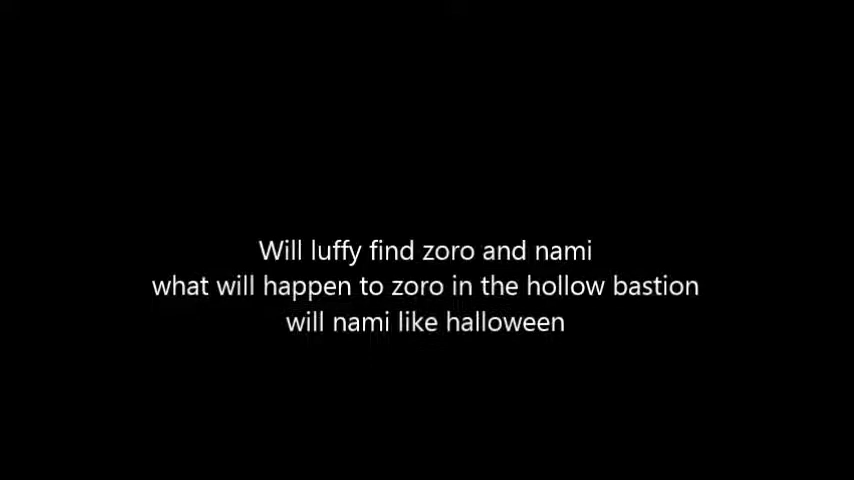 Will luffy find zoro and nami
what will happen to zoro in the hollow bastion
will nami like halloween